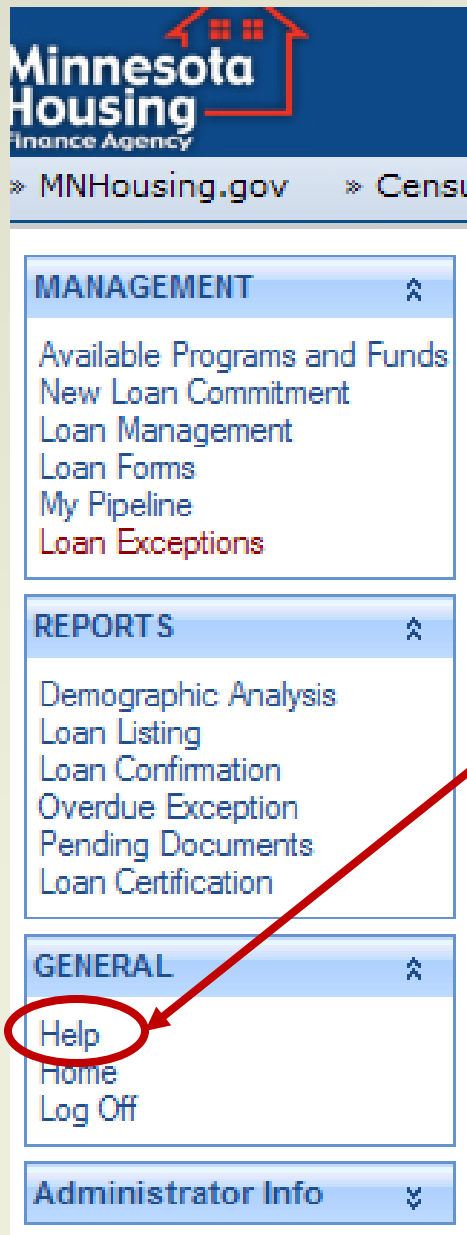 Minnesota
Housing
Finance Agency
» MNHousing.gov » Censu
MANAGEMENT
Available Programs and Funds
New Loan Commitment
Loan Management
Loan Forms
My Pipeline
Loan Exceptions
REPORTS
Demographic Analysis
Loan Listing
Loan Confirmation
Overdue Exception
Pending Documents
Loan Certification
GENERAL
Help
Home
Log Off
Administrator Info